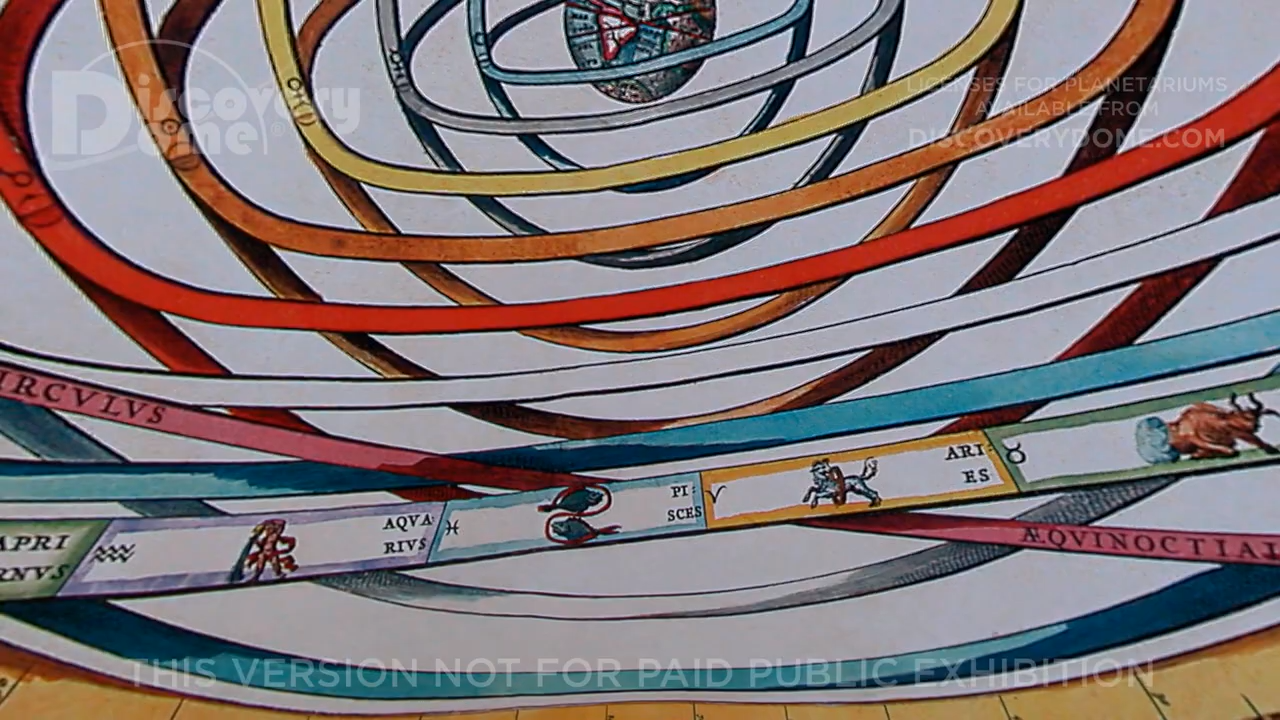 Discovery
Dome®
LICENSES FOR PLANETARIUMS
AVAILABLE FROM
DISCOVERYDOME.COM
IRCVLVS
APRI
RNVS
AQVA
RIVS
PI:
SCES
ARI
ES
ÆQVINOCTIAL
THIS VERSION NOT FOR PAID PUBLIC EXHIBITION